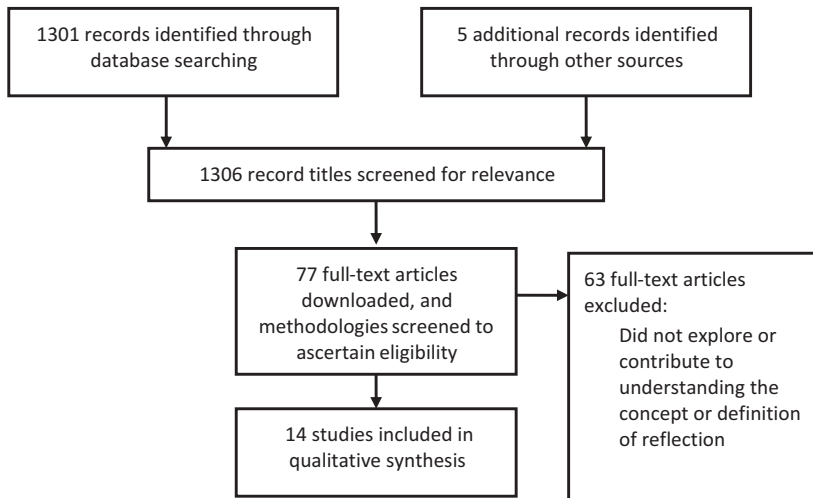 1301 records identified through
database searching
5 additional records identified
through other sources
1306 record titles screened for relevance
77 full-text articles
downloaded, and
methodologies screened to
ascertain eligibility
63 full-text articles
excluded:
Did not explore or
contribute to
understanding the
concept or definition
of reflection
14 studies included in
qualitative synthesis